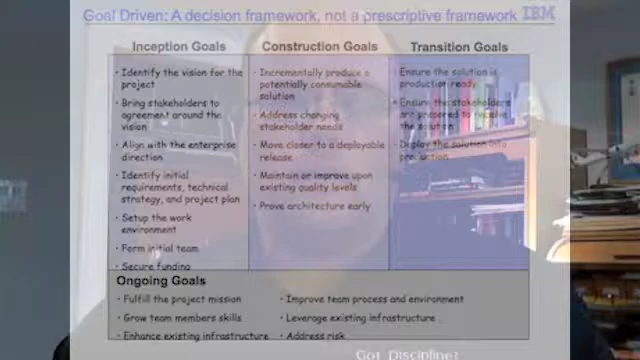 Goal Driven: A decision framework, not a prescriptive framework IBM
Inception Goals
• Identify the vision for the
project
• Bring stakeholders to
agreement around the
vision
• Align with the enterprise
direction
• Identify initial
requirements, technical
strategy, and project plan
• Setup the work
environment
• Form initial team
• Secure funding
Construction Goals
• Incrementally produce a
potentially consumable
solution
• Address changing
stakeholder needs
• Move closer to a deployable
release
• Maintain or improve upon
existing quality levels
• Prove architecture early
Transition Goals
• Ensure the solution is
production ready
• Ensure the stakeholders
are prepared to receive
the solution
• Deploy the solution into
production
Ongoing Goals
• Fulfill the project mission
• Grow team members skills
• Enhance existing infrastructure
• Improve team process and environment
• Leverage existing infrastructure
• Address risk
Got Discipline?